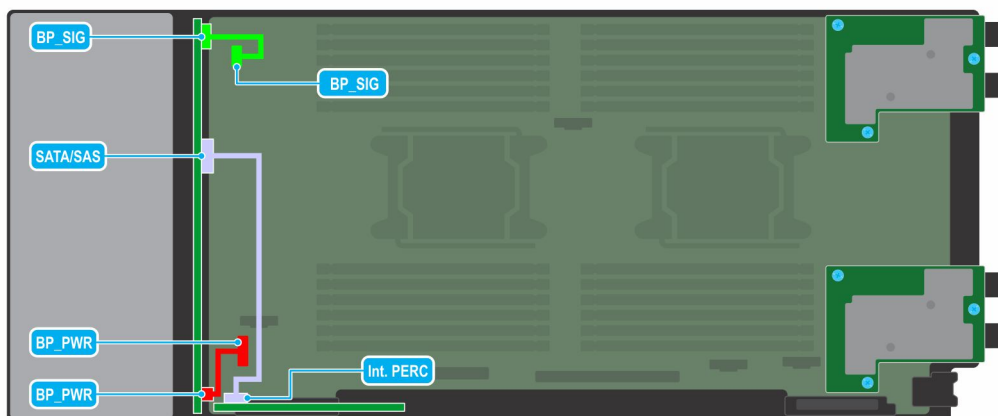 BP_SIG
BP_SIG
SATA/SAS
BP_PWR
Int. PERC
BP_PWR